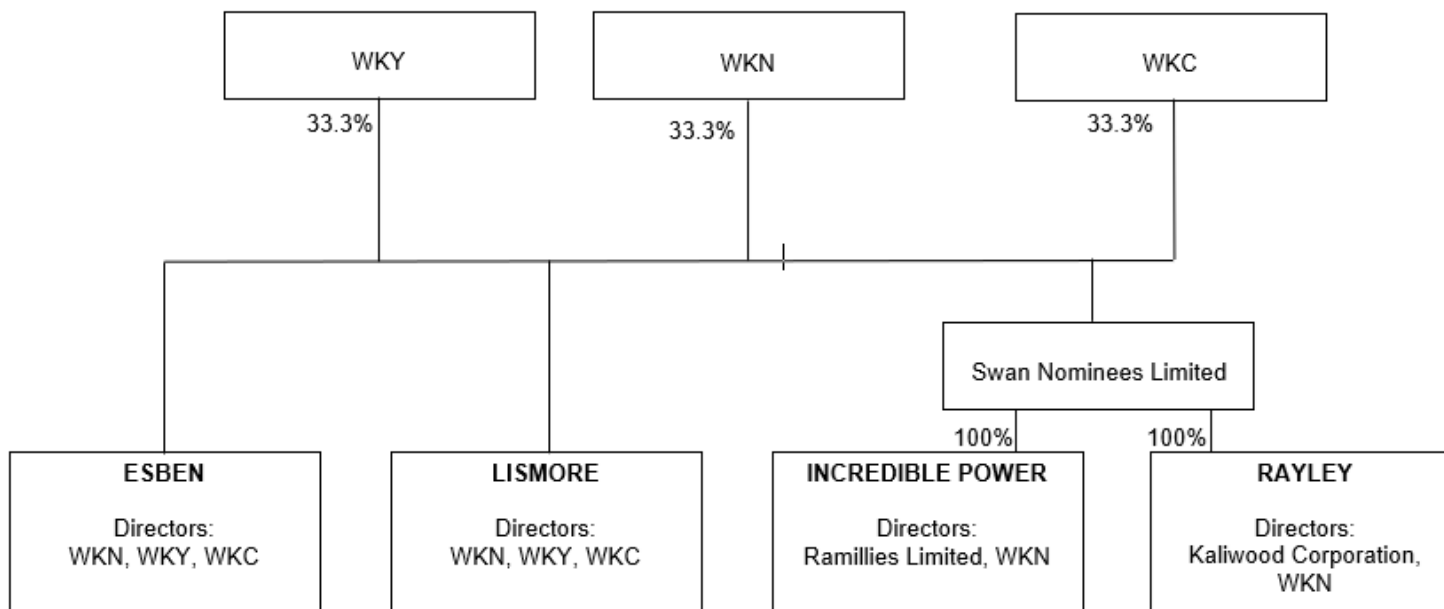 WKY
WKN
WKC
33.3%
33.3%
33.3%
Swan Nominees Limited
100%
100%
ESBEN
Directors:
WKN, WKY, WKC
LISMORE
Directors:
WKN, WKY, WKC
INCREDIBLE POWER
Directors:
Ramillies Limited, WKN
RAYLEY
Directors:
Kaliwood Corporation,
WKN